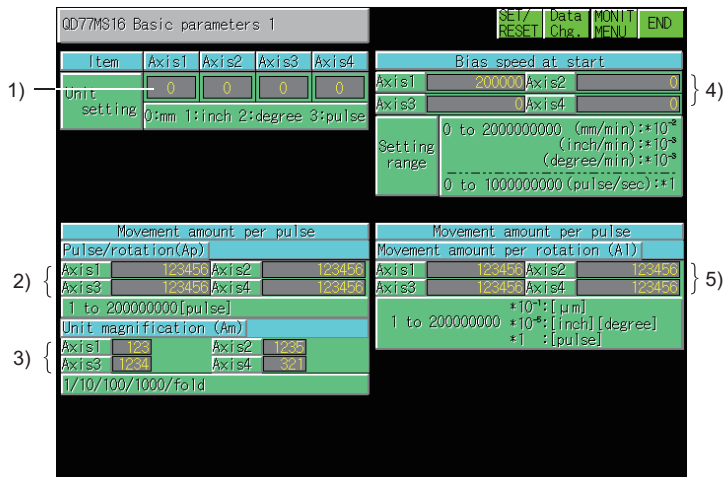 QD77MS16 Basic parameters 1
SET/ RESET
Data Chg.
MONIT MENU
END
Item Axis1 Axis2 Axis3 Axis4
1)
Unit setting
0 0 0 0
0:mm 1:inch 2:degree 3:pulse
Bias speed at start
Axis1 200000 Axis2 0
Axis3 0 Axis4 0
4)
Setting range
0 to 2000000000 (mm/min):*10⁻²
(inch/min):*10⁻³
(degree/min):*10⁻³
0 to 1000000000(pulse/sec):*1
Movement amount per pulse
Pulse/rotation(Ap)
2)
Axis1 123456 Axis2 123456
Axis3 123456 Axis4 123456
1 to 200000000[pulse]
Unit magnification (Am)
3)
Axis1 123 Axis2 1235
Axis3 1234 Axis4 321
1/10/100/1000/fold
Movement amount per pulse
Movement amount per rotation (Al)
Axis1 123456 Axis2 123456
Axis3 123456 Axis4 123456
5)
*10⁻¹:[μm]
1 to 200000000 *10⁻⁵:[inch][degree]
*1 :[pulse]